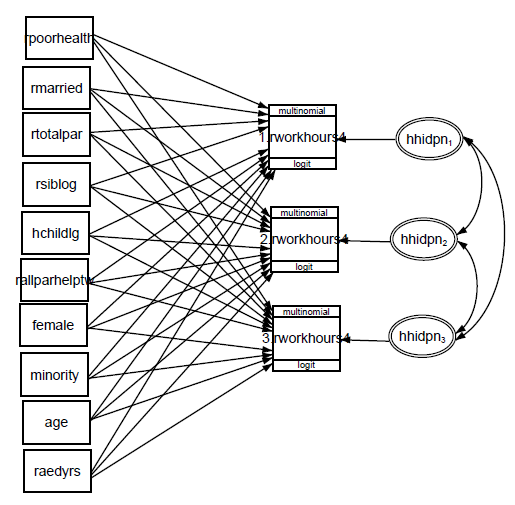 rpoorhealth
rmarried
rtotalpar
rsiblog
hchildlg
rallparhelptw
female
minority
age
raedyrs
multinomial
1.rworkhours4
logit
multinomial
2.rworkhours4
logit
multinomial
3.rworkhours4
logit
hhidpn₁
hhidpn₂
hhidpn₃